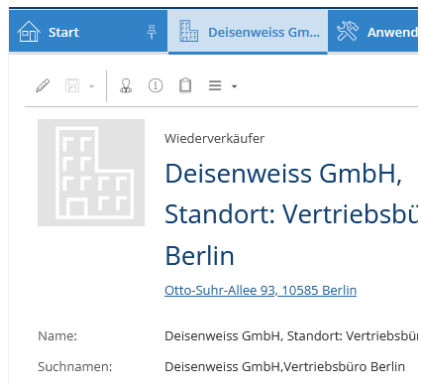 Start
Deisenweiss Gm...
Anwend
Wiederverkäufer
Deisenweiss GmbH,
Standort: Vertriebsbü
Berlin
Otto-Suhr-Allee 93, 10585 Berlin
Name: Deisenweiss GmbH, Standort: Vertriebsbür
Suchnamen: Deisenweiss GmbH,Vertriebsbüro Berlin